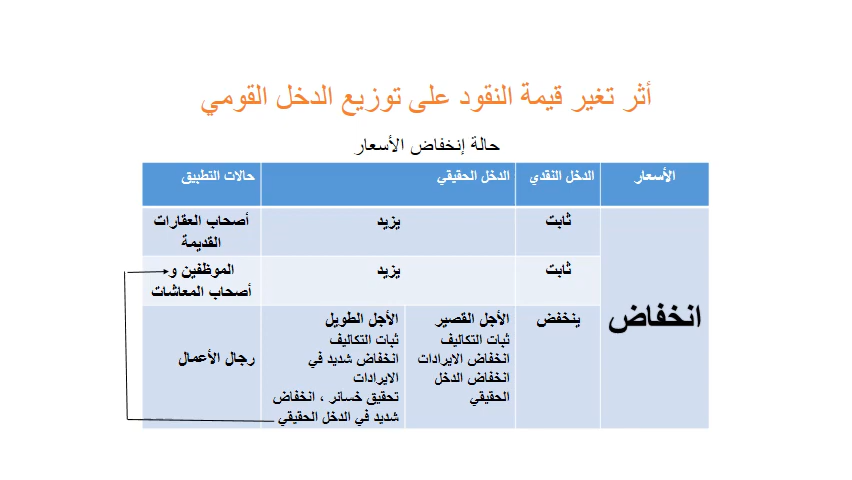 أثر تغير قيمة النقود على توزيع الدخل القومي
حالة إنخفاض الأسعار
الأسعار الدخل النقدي الدخل الحقيقي حالات التطبيق
انخفاض
ثابت يزيد أصحاب العقارات
القديمة
ثابت يزيد الموظفين و
أصحاب المعاشات
ينخفض
الأجل القصير
ثبات التكاليف
انخفاض الايرادات
انخفاض الدخل
الحقيقي
الأجل الطويل
ثبات التكاليف
انخفاض شديد في
الايرادات
تحقيق خسائر ، انخفاض
شديد في الدخل الحقيقي
رجال الأعمال